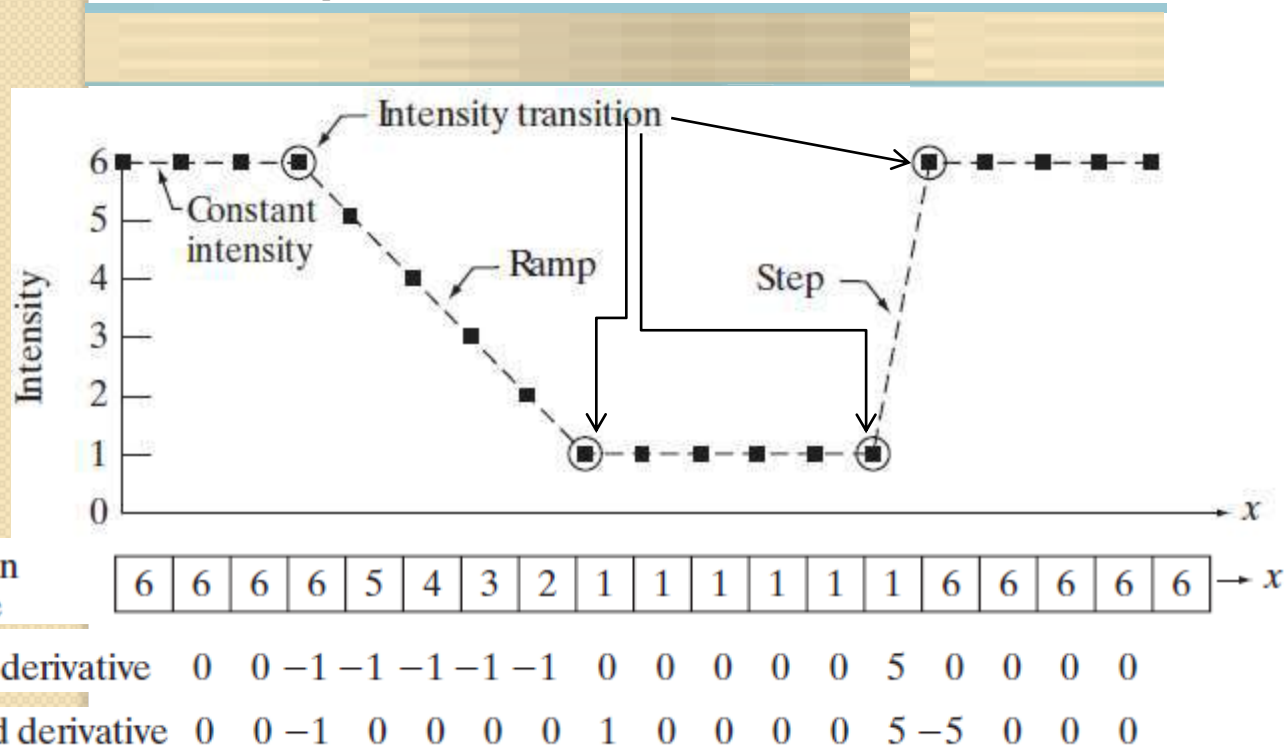 Intensity transition
6
Constant
5
intensity
Ramp
Step
4
3
2
1
0
x
Intensity
6 6 6 6 5 4 3 2 1 1 1 1 1 1 6 6 6 6 6 x
derivative 0 0 −1 −1 −1 −1 −1 0 0 0 0 0 5 0 0 0 0
derivative 0 0 −1 0 0 0 0 1 0 0 0 0 5 −5 0 0 0